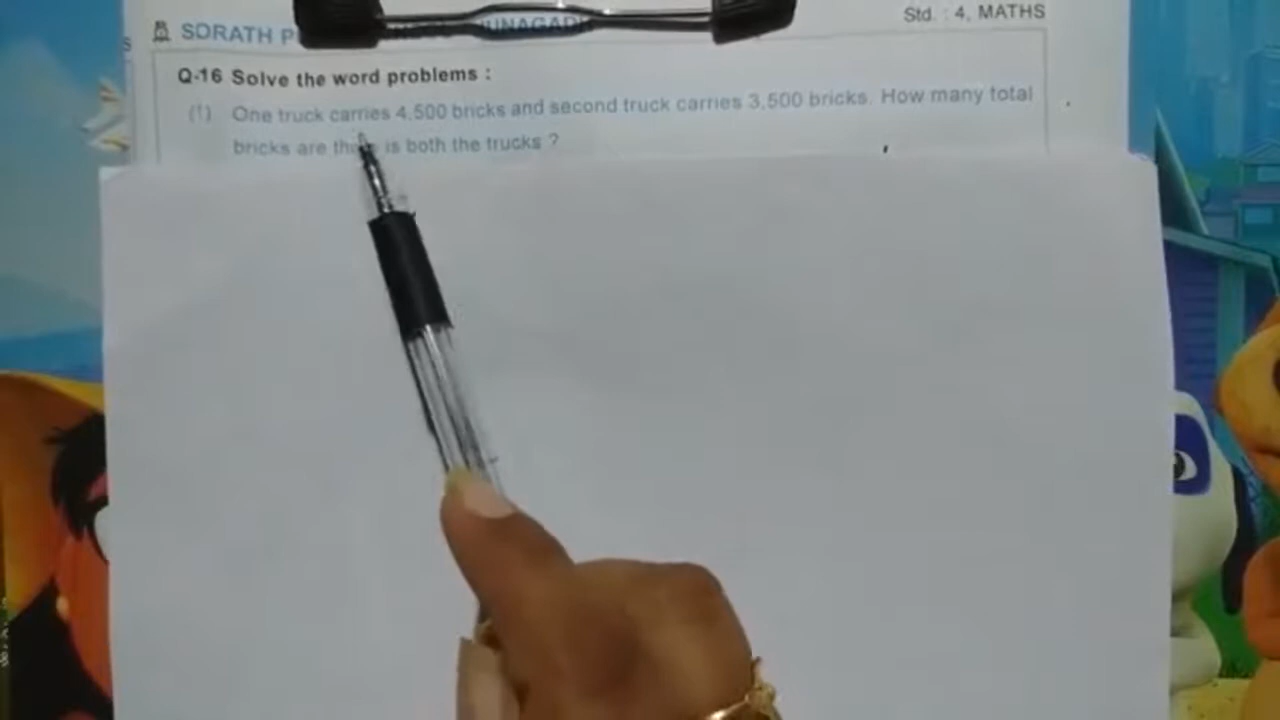 SORATH
Std. : 4, MATHS
Q-16 Solve the word problems :
(1) One truck carries 4,500 bricks and second truck carries 3,500 bricks. How many total
bricks are is both the trucks ?